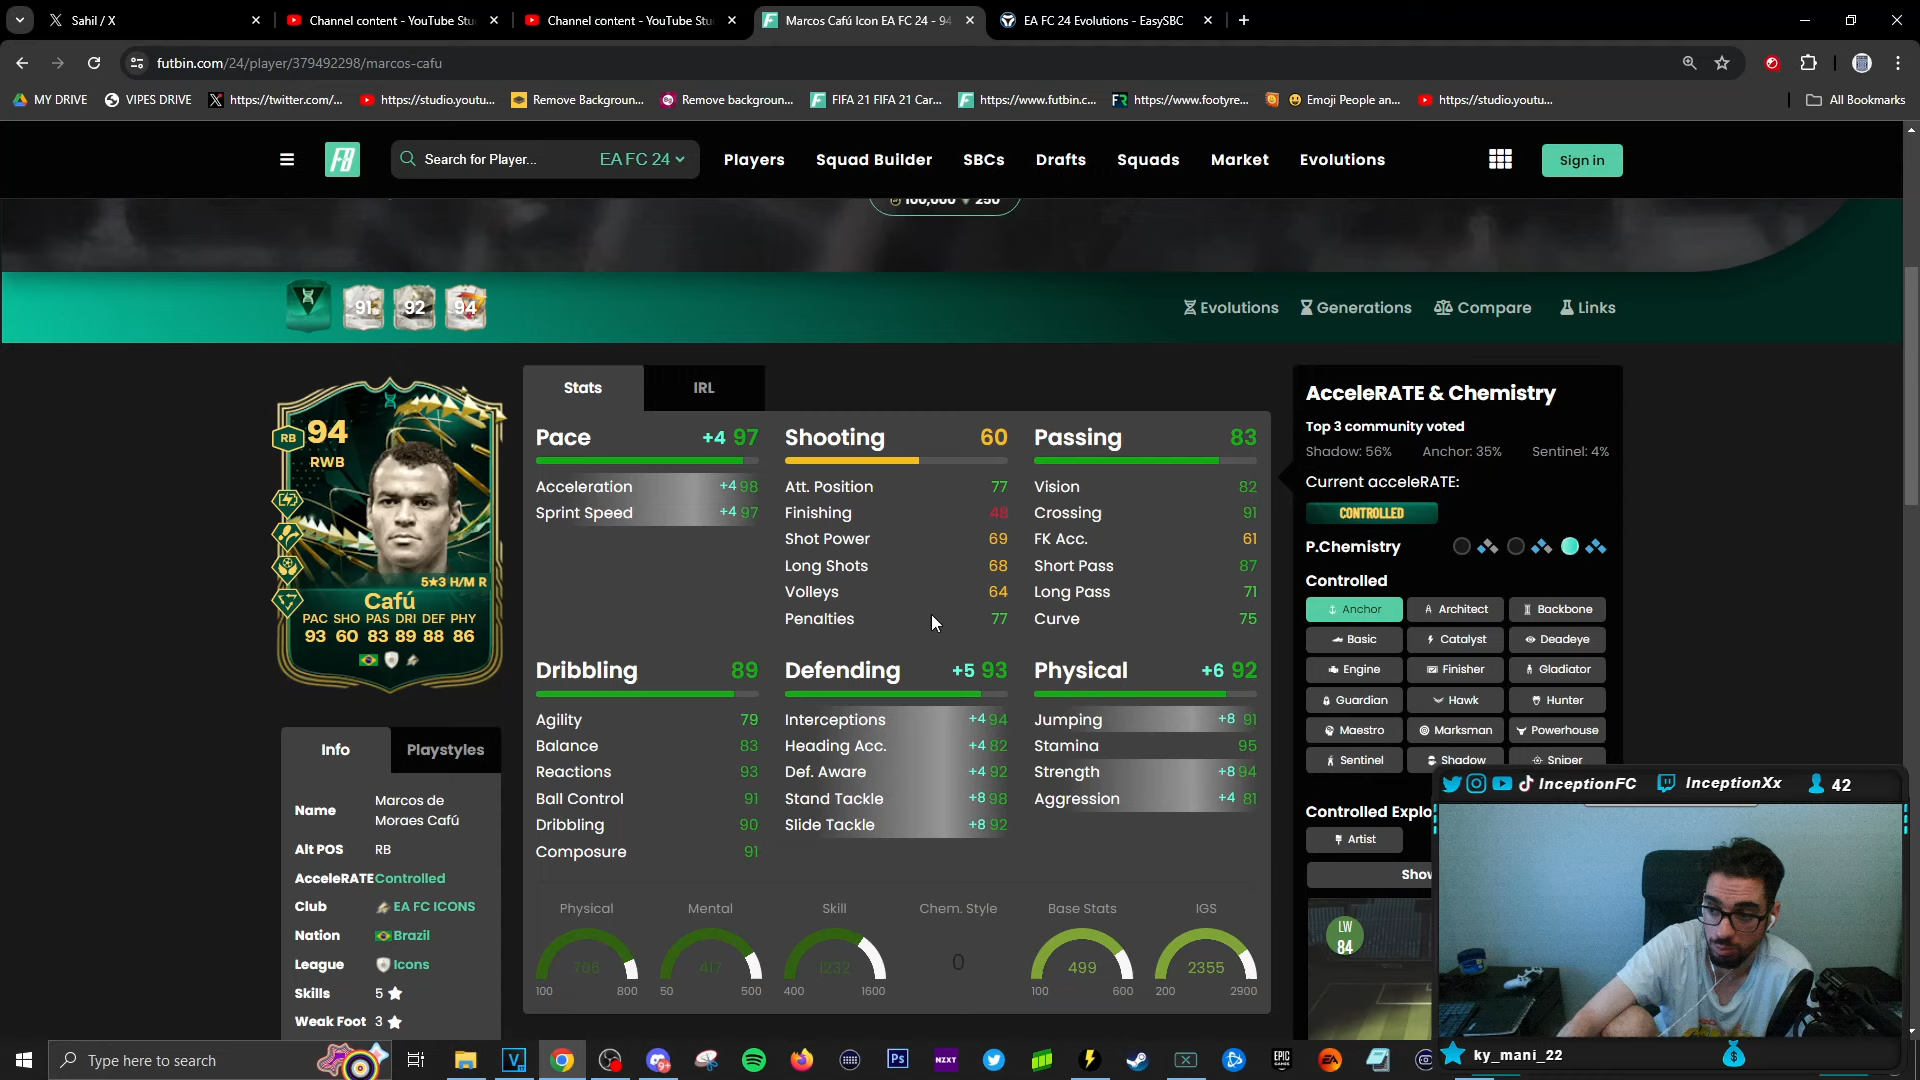 Sahil / X
Channel content - YouTube Stu
Channel content - YouTube Stu
Marcos Cafú Icon EA FC 24 - 94
EA FC 24 Evolutions - EasySBC
futbin.com/24/player/379492298/marcos-cafu
MY DRIVE
VIPES DRIVE
https://twitter.com/...
https://studio.youtu...
Remove Backgroun...
Remove backgroun...
FIFA 21 FIFA 21 Car...
https://www.futbin.c...
https://www.footyre...
Emoji People an...
https://studio.youtu...
All Bookmarks
Search for Player...
EA FC 24
Players
Squad Builder
SBCs
Drafts
Squads
Market
Evolutions
Sign in
100,000 250
91
92
94
Evolutions
Generations
Compare
Links
94
RB
RWB
5★3 H/M R
Cafú
PAC SHO PAS DRI DEF PHY
93 60 83 89 88 86
Stats
IRL
Pace +4 97
Acceleration +4 98
Sprint Speed +4 97
Shooting 60
Att. Position 77
Finishing 48
Shot Power 69
Long Shots 68
Volleys 64
Penalties 77
Passing 83
Vision 82
Crossing 91
FK Acc. 61
Short Pass 87
Long Pass 71
Curve 75
Dribbling 89
Agility 79
Balance 83
Reactions 93
Ball Control 91
Dribbling 90
Composure 91
Defending +5 93
Interceptions +4 94
Heading Acc. +4 82
Def. Aware +4 92
Stand Tackle +8 98
Slide Tackle +8 92
Physical +6 92
Jumping +8 91
Stamina 95
Strength +8 94
Aggression +4 81
Physical
100 800
Mental
417
50 500
Skill
1232
400 1600
Chem. Style
0
Base Stats
499
100 600
IGS
2355
200 2900
AcceleRATE & Chemistry
Top 3 community voted
Shadow: 56% Anchor: 35% Sentinel: 4%
Current acceleRATE:
CONTROLLED
P.Chemistry
Controlled
Anchor
Architect
Backbone
Basic
Catalyst
Deadeye
Engine
Finisher
Gladiator
Guardian
Hawk
Hunter
Maestro
Marksman
Powerhouse
Sentinel
Shadow
Sniper
Controlled Explo
Artist
Show
LW
84
Info
Playstyles
Name Marcos de
Moraes Cafú
Alt POS RB
AcceleRATE Controlled
Club EA FC ICONS
Nation Brazil
League Icons
Skills 5
Weak Foot 3
InceptionFC
InceptionXx
42
ky_mani_22
Type here to search